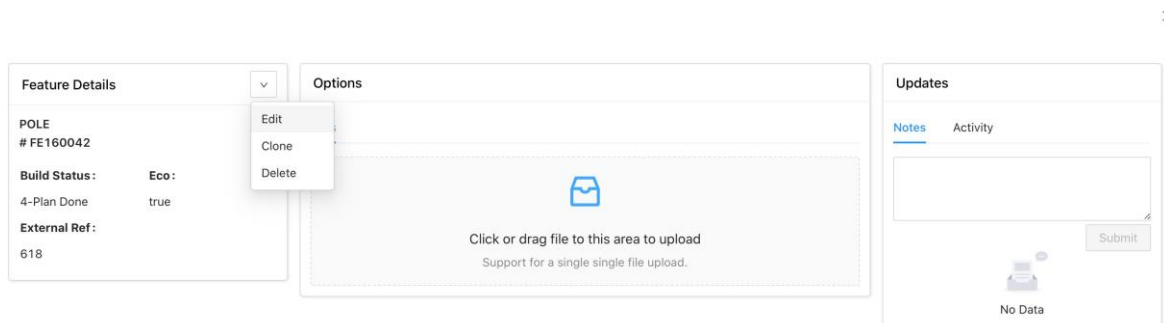 Feature Details
Edit
Clone
Delete
POLE
# FE160042
Build Status :
Eco :
4-Plan Done
true
External Ref :
618
Options
Click or drag file to this area to upload
Support for a single single file upload.
Updates
Notes
Activity
Submit
No Data